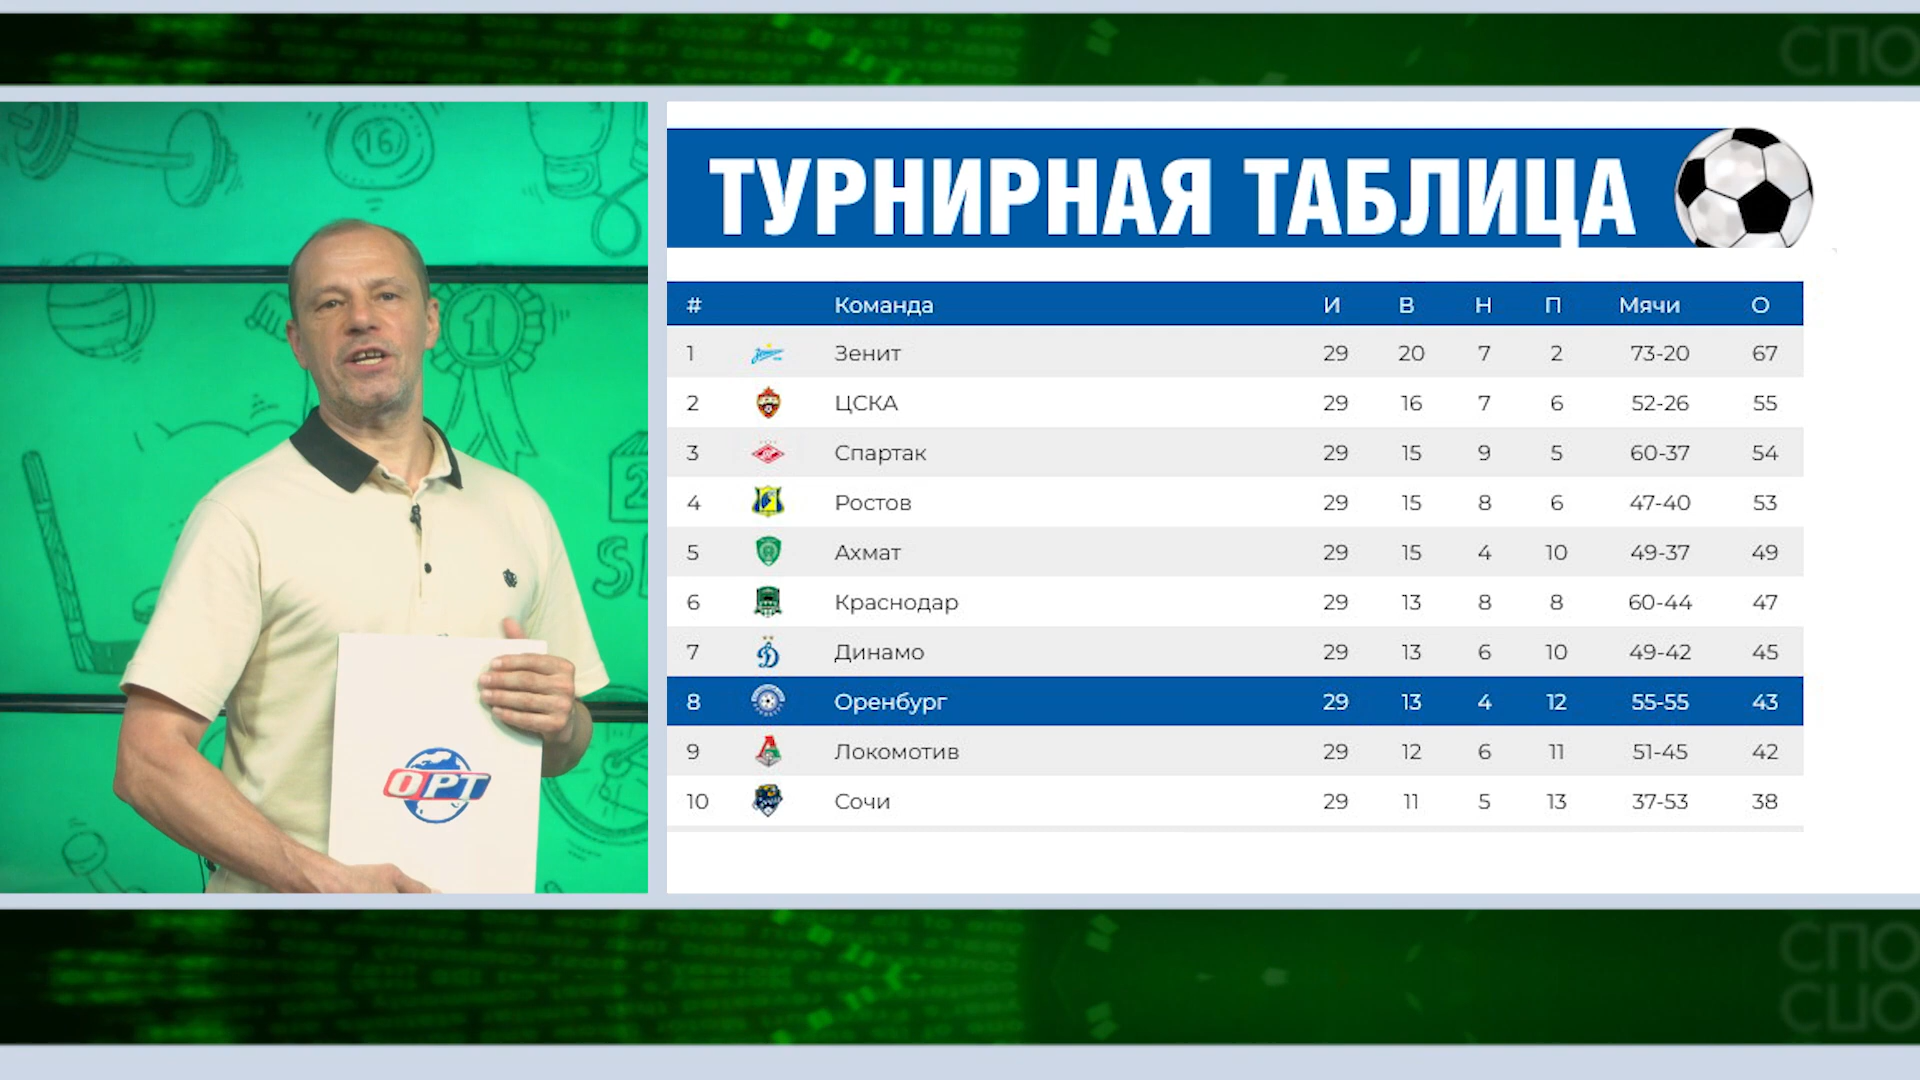 СПО
16
1
2
ОРТ
ТУРНИРНАЯ ТАБЛИЦА
# Команда И В Н П Мячи О
1 Зенит 29 20 7 2 73-20 67
2 ЦСКА 29 16 7 6 52-26 55
3 Спартак 29 15 9 5 60-37 54
4 Ростов 29 15 8 6 47-40 53
5 Ахмат 29 15 4 10 49-37 49
6 Краснодар 29 13 8 8 60-44 47
7 Динамо 29 13 6 10 49-42 45
8 Оренбург 29 13 4 12 55-55 43
9 Локомотив 29 12 6 11 51-45 42
10 Сочи 29 11 5 13 37-53 38
СПО